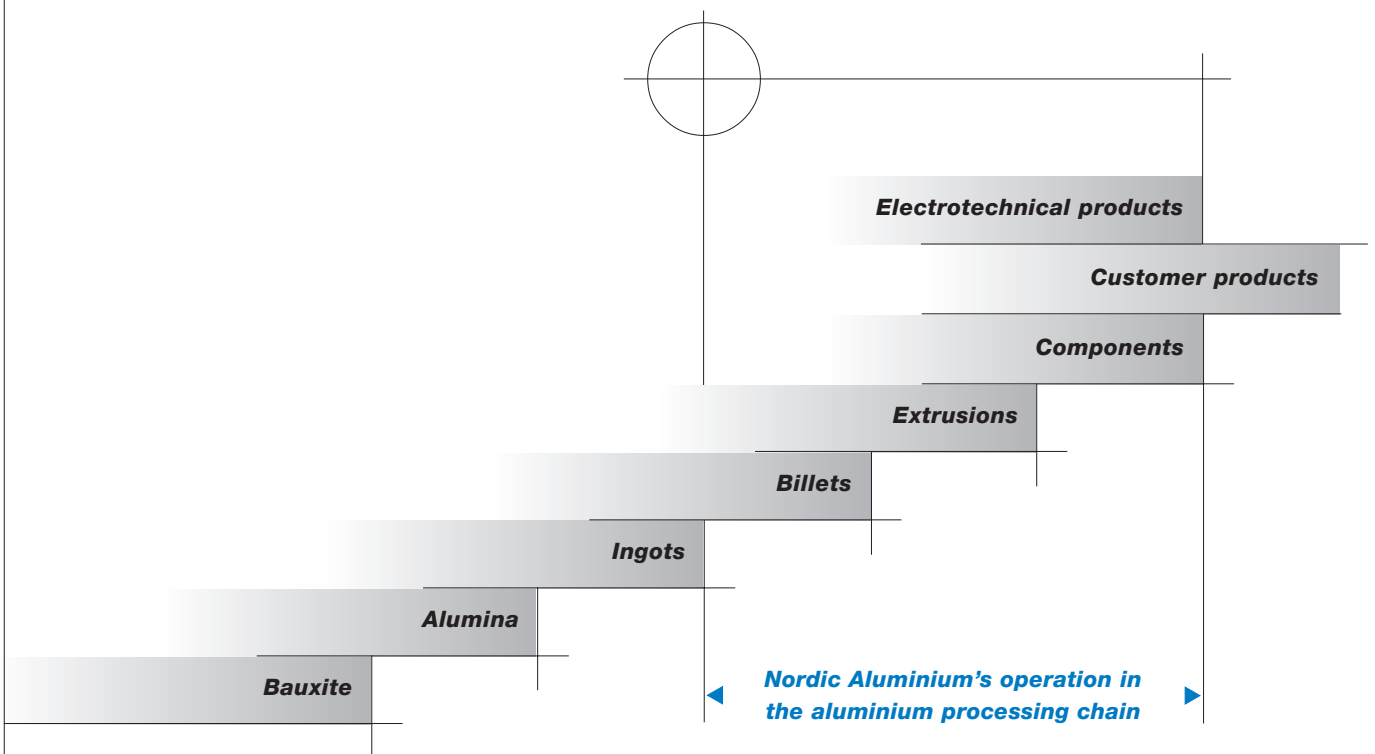 Electrotechnical products
Customer products
Components
Extrusions
Billets
Ingots
Alumina
Bauxite
Nordic Aluminium's operation in
the aluminium processing chain